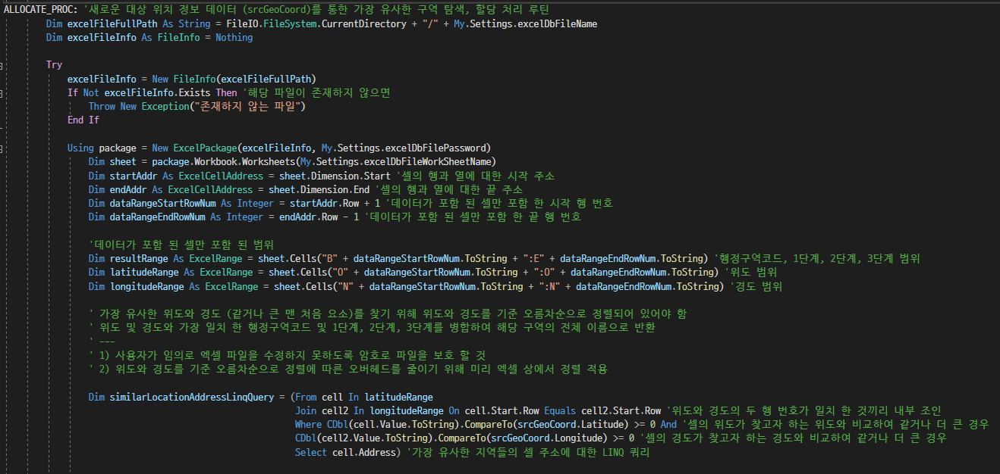 ALLOCATE_PROC: '새로운 대상 위치 정보 데이터 (srcGeoCoord)를 통한 가장 유사한 구역 탐색, 할당 처리 루틴
Dim excelFileFullPath As String = FileIO.FileSystem.CurrentDirectory + "/" + My.Settings.excelDbFileName
Dim excelFileInfo As FileInfo = Nothing
Try
excelFileInfo = New FileInfo(excelFileFullPath)
If Not excelFileInfo.Exists Then '해당 파일이 존재하지 않으면
Throw New Exception("존재하지 않는 파일")
End If
Using package = New ExcelPackage(excelFileInfo, My.Settings.excelDbFilePassword)
Dim sheet = package.Workbook.Worksheets(My.Settings.excelDbFileWorkSheetName)
Dim startAddr As ExcelCellAddress = sheet.Dimension.Start '셀의 행과 열에 대한 시작 주소
Dim endAddr As ExcelCellAddress = sheet.Dimension.End '셀의 행과 열에 대한 끝 주소
Dim dataRangeStartRowNum As Integer = startAddr.Row + 1 '데이터가 포함 된 셀만 포함 한 시작 행 번호
Dim dataRangeEndRowNum As Integer = endAddr.Row - 1 '데이터가 포함 된 셀만 포함 한 끝 행 번호
'데이터가 포함 된 셀만 포함 된 범위
Dim resultRange As ExcelRange = sheet.Cells("B" + dataRangeStartRowNum.ToString + ":E" + dataRangeEndRowNum.ToString) '행정구역코드, 1단계, 2단계, 3단계 범위
Dim latitudeRange As ExcelRange = sheet.Cells("O" + dataRangeStartRowNum.ToString + ":O" + dataRangeEndRowNum.ToString) '위도 범위
Dim longitudeRange As ExcelRange = sheet.Cells("N" + dataRangeStartRowNum.ToString + ":N" + dataRangeEndRowNum.ToString) '경도 범위
' 가장 유사한 위도와 경도 (같거나 큰 맨 처음 요소)를 찾기 위해 위도와 경도를 기준 오름차순으로 정렬되어 있어야 함
' 위도 및 경도와 가장 일치 한 행정구역코드 및 1단계, 2단계, 3단계를 병합하여 해당 구역의 전체 이름으로 반환
' ---
' 1) 사용자가 임의로 엑셀 파일을 수정하지 못하도록 암호로 파일을 보호 할 것
' 2) 위도와 경도를 기준 오름차순으로 정렬에 따른 오버헤드를 줄이기 위해 미리 엑셀 상에서 정렬 적용
Dim similarLocationAddressLinqQuery = (From cell In latitudeRange
Join cell2 In longitudeRange On cell.Start.Row Equals cell2.Start.Row '위도와 경도의 두 행 번호가 일치 한 것끼리 내부 조인
Where CDbl(cell.Value.ToString).CompareTo(srcGeoCoord.Latitude) >= 0 And '셀의 위도가 찾고자 하는 위도와 비교하여 같거나 더 큰 경우
CDbl(cell2.Value.ToString).CompareTo(srcGeoCoord.Longitude) >= 0 '셀의 경도가 찾고자 하는 경도와 비교하여 같거나 더 큰 경우
Select cell.Address) '가장 유사한 지역들의 셀 주소에 대한 LINQ 쿼리